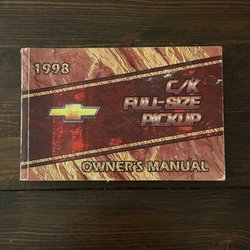 1998
C/K
FULL-SIZE
PICKUP
OWNER'S MANUAL